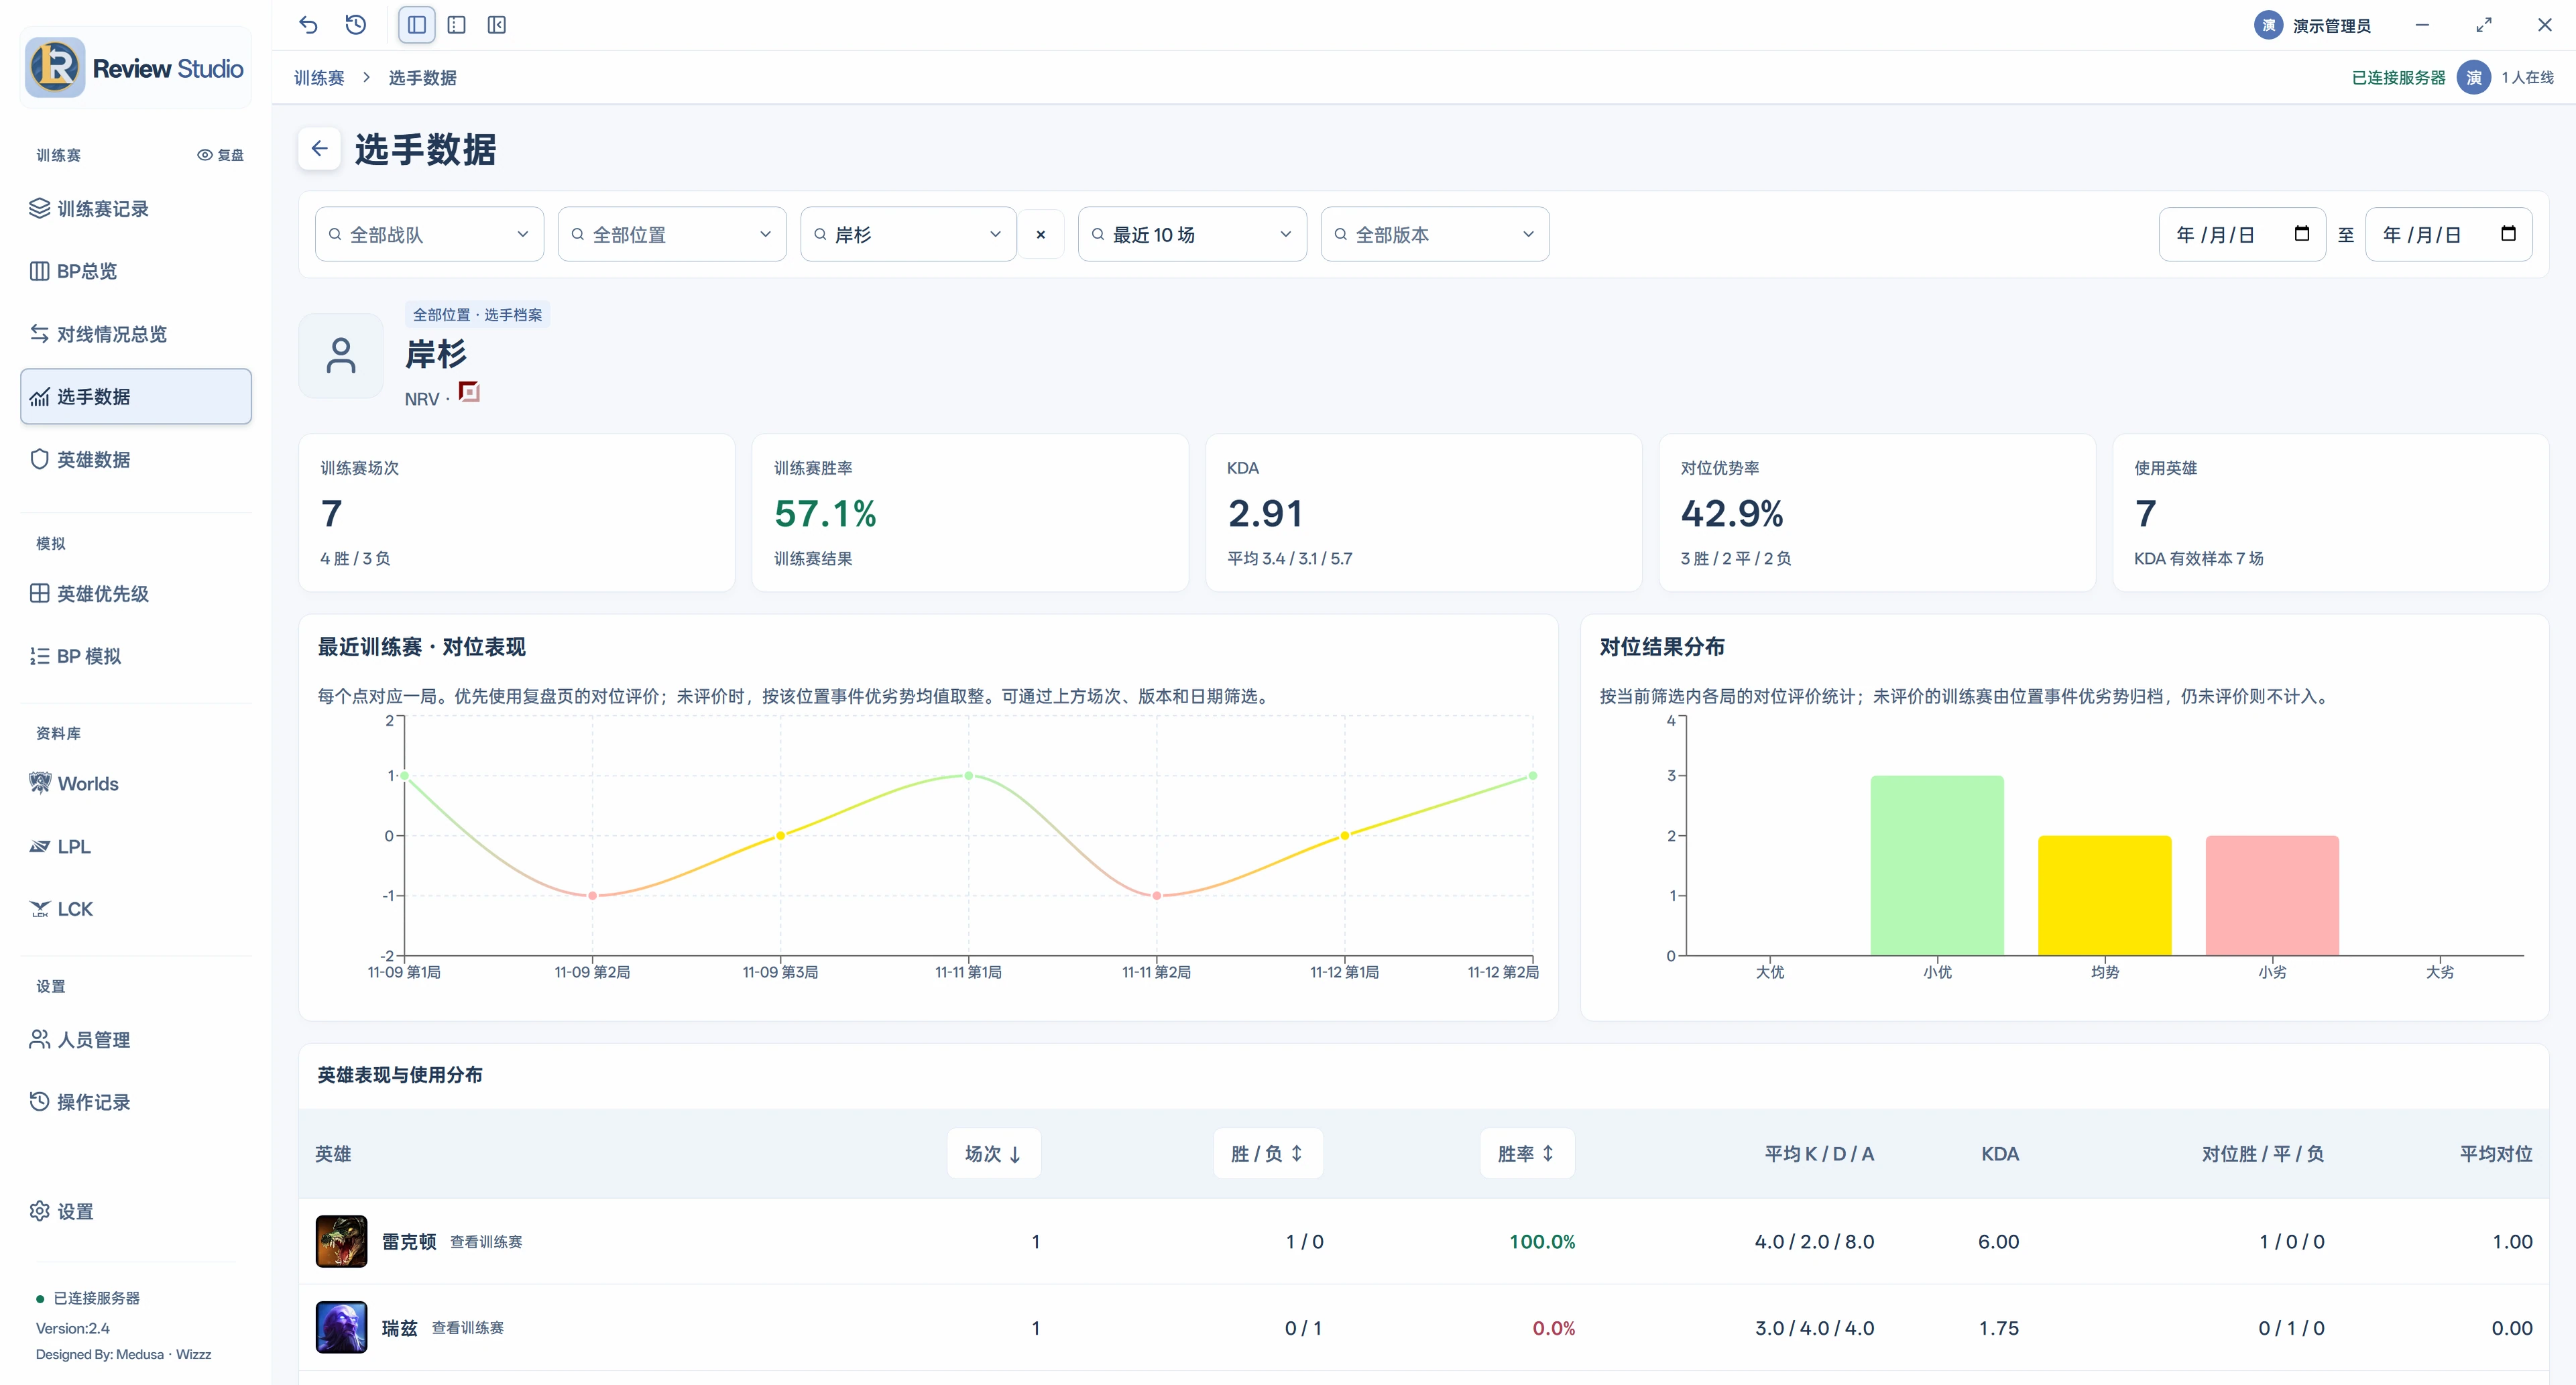 演 演示管理员
Review Studio
训练赛 > 选手数据
已连接服务器 演 1 人在线
训练赛 复盘
训练赛记录
BP总览
对线情况总览
选手数据
英雄数据
模拟
英雄优先级
BP 模拟
资料库
Worlds
LPL
LCK
设置
人员管理
操作记录
设置
已连接服务器
Version:2.4
Designed By: Medusa · Wizzz
选手数据
全部战队 全部位置 岸杉 × 最近 10 场 全部版本 年 /月/日 至 年 /月/日
全部位置 · 选手档案
岸杉
NRV ·
训练赛场次
7
4 胜 / 3 负
训练赛胜率
57.1%
训练赛结果
KDA
2.91
平均 3.4 / 3.1 / 5.7
对位优势率
42.9%
3 胜 / 2 平 / 2 负
使用英雄
7
KDA 有效样本 7 场
最近训练赛 · 对位表现
每个点对应一局。优先使用复盘页的对位评价；未评价时，按该位置事件优劣势均值取整。可通过上方场次、版本和日期筛选。
2
1
0
-1
-2
11-09 第1局 11-09 第2局 11-09 第3局 11-11 第1局 11-11 第2局 11-12 第1局 11-12 第2局
对位结果分布
按当前筛选内各局的对位评价统计；未评价的训练赛由位置事件优劣势归档，仍未评价则不计入。
4
3
2
1
0
大优 小优 均势 小劣 大劣
英雄表现与使用分布
英雄 场次 ↓ 胜 / 负 ↕ 胜率 ↕ 平均 K / D / A KDA 对位胜 / 平 / 负 平均对位
雷克顿 查看训练赛 1 1 / 0 100.0% 4.0 / 2.0 / 8.0 6.00 1 / 0 / 0 1.00
瑞兹 查看训练赛 1 0 / 1 0.0% 3.0 / 4.0 / 4.0 1.75 0 / 1 / 0 0.00